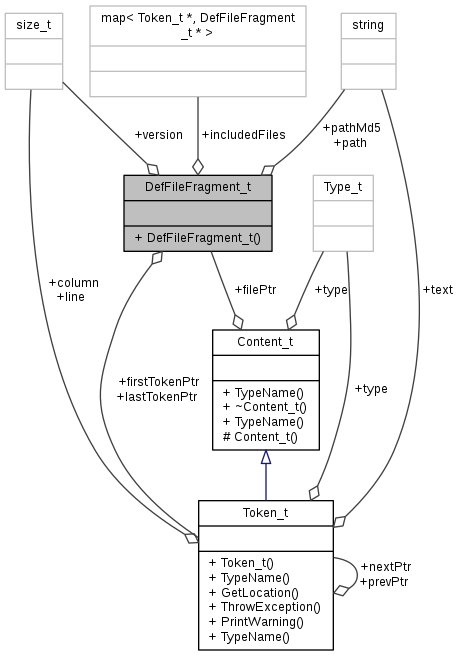 size_t
map< Token_t *, DefFileFragment
_t * >
string
+version
+includedFiles
+pathMd5
+path
DefFileFragment_t
+ DefFileFragment_t()
Type_t
+column
+line
+filePtr
+type
+text
Content_t
+ TypeName()
+ ~Content_t()
+ TypeName()
# Content_t()
+firstTokenPtr
+lastTokenPtr
+type
Token_t
+ Token_t()
+ TypeName()
+ GetLocation()
+ ThrowException()
+ PrintWarning()
+ TypeName()
+nextPtr
+prevPtr